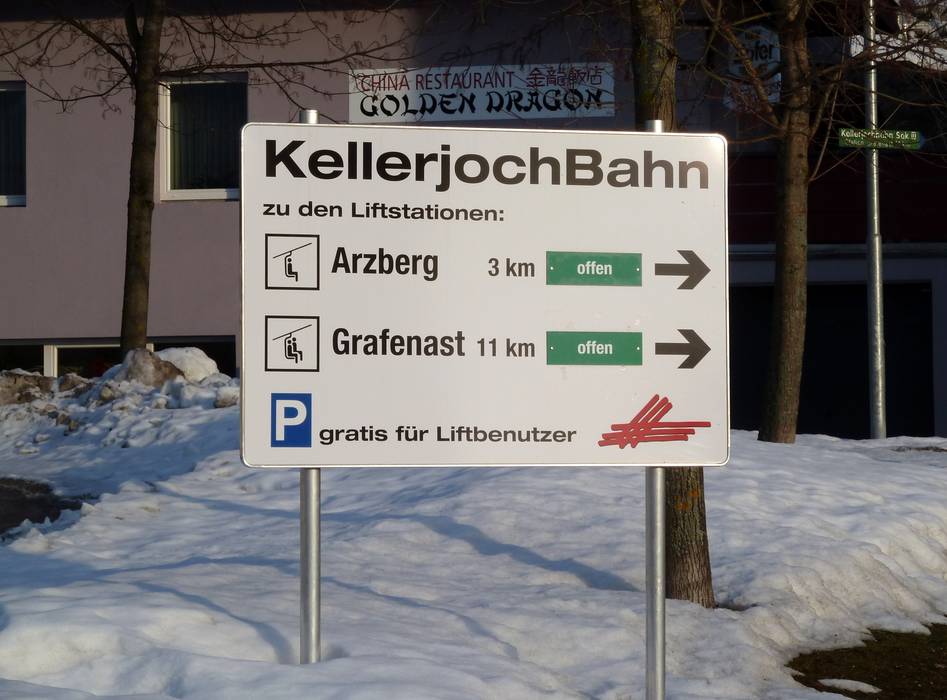 CHINA RESTAURANT 金龍飯店
GOLDEN DRAGON
KellerjochBahn
zu den Liftstationen:
Arzberg 3 km offen
Grafenast 11 km offen
P gratis für Liftbenutzer